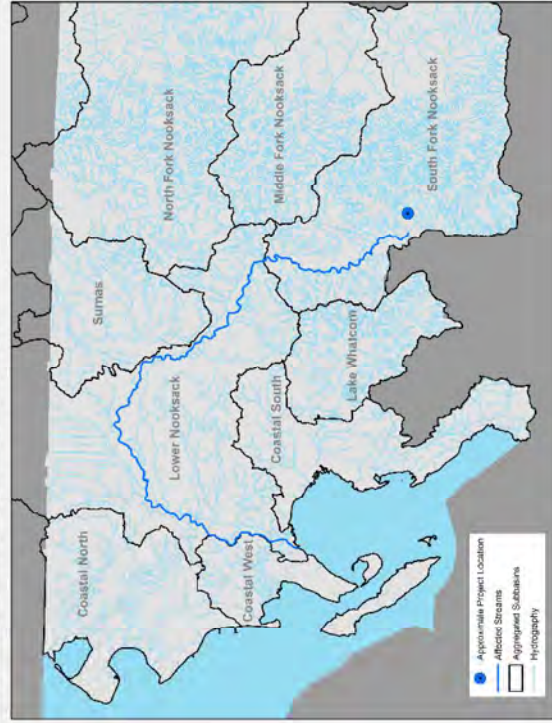 Coastal North
Sumas
North Fork Nooksack
Lower Nooksack
Middle Fork Nooksack
Coastal West
Coastal South
Lake Whatcom
South Fork Nooksack
Approximate Project Location
Affected Streams
Aggregated Subbasins
Hydrography